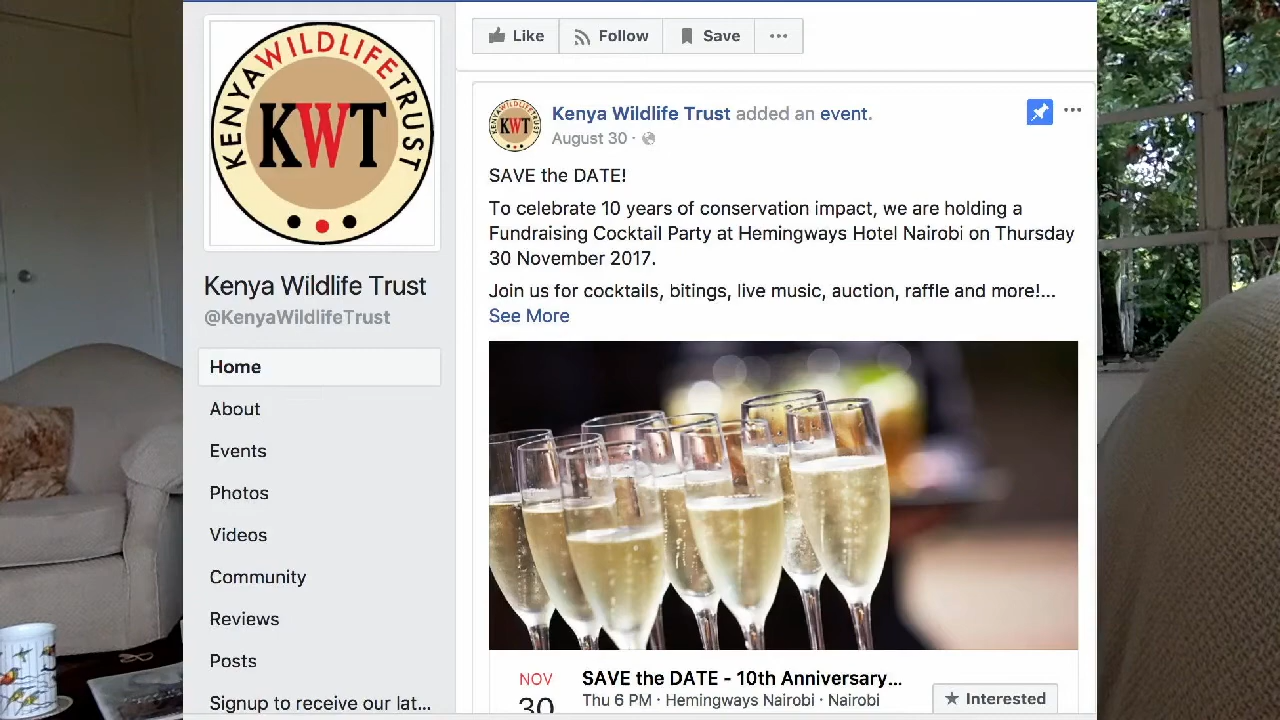 KENYAWILDLIFETRUST
KWT
Kenya Wildlife Trust
@KenyaWildlifeTrust
Home
About
Events
Photos
Videos
Community
Reviews
Posts
Signup to receive our lat...
Like
Follow
Save
KENYAWILDLIFETRUST
KWT
Kenya Wildlife Trust added an event.
August 30
SAVE the DATE!
To celebrate 10 years of conservation impact, we are holding a
Fundraising Cocktail Party at Hemingways Hotel Nairobi on Thursday
30 November 2017.
Join us for cocktails, bitings, live music, auction, raffle and more!...
See More
NOV
30
SAVE the DATE - 10th Anniversary...
Thu 6 PM · Hemingways Nairobi · Nairobi
Interested